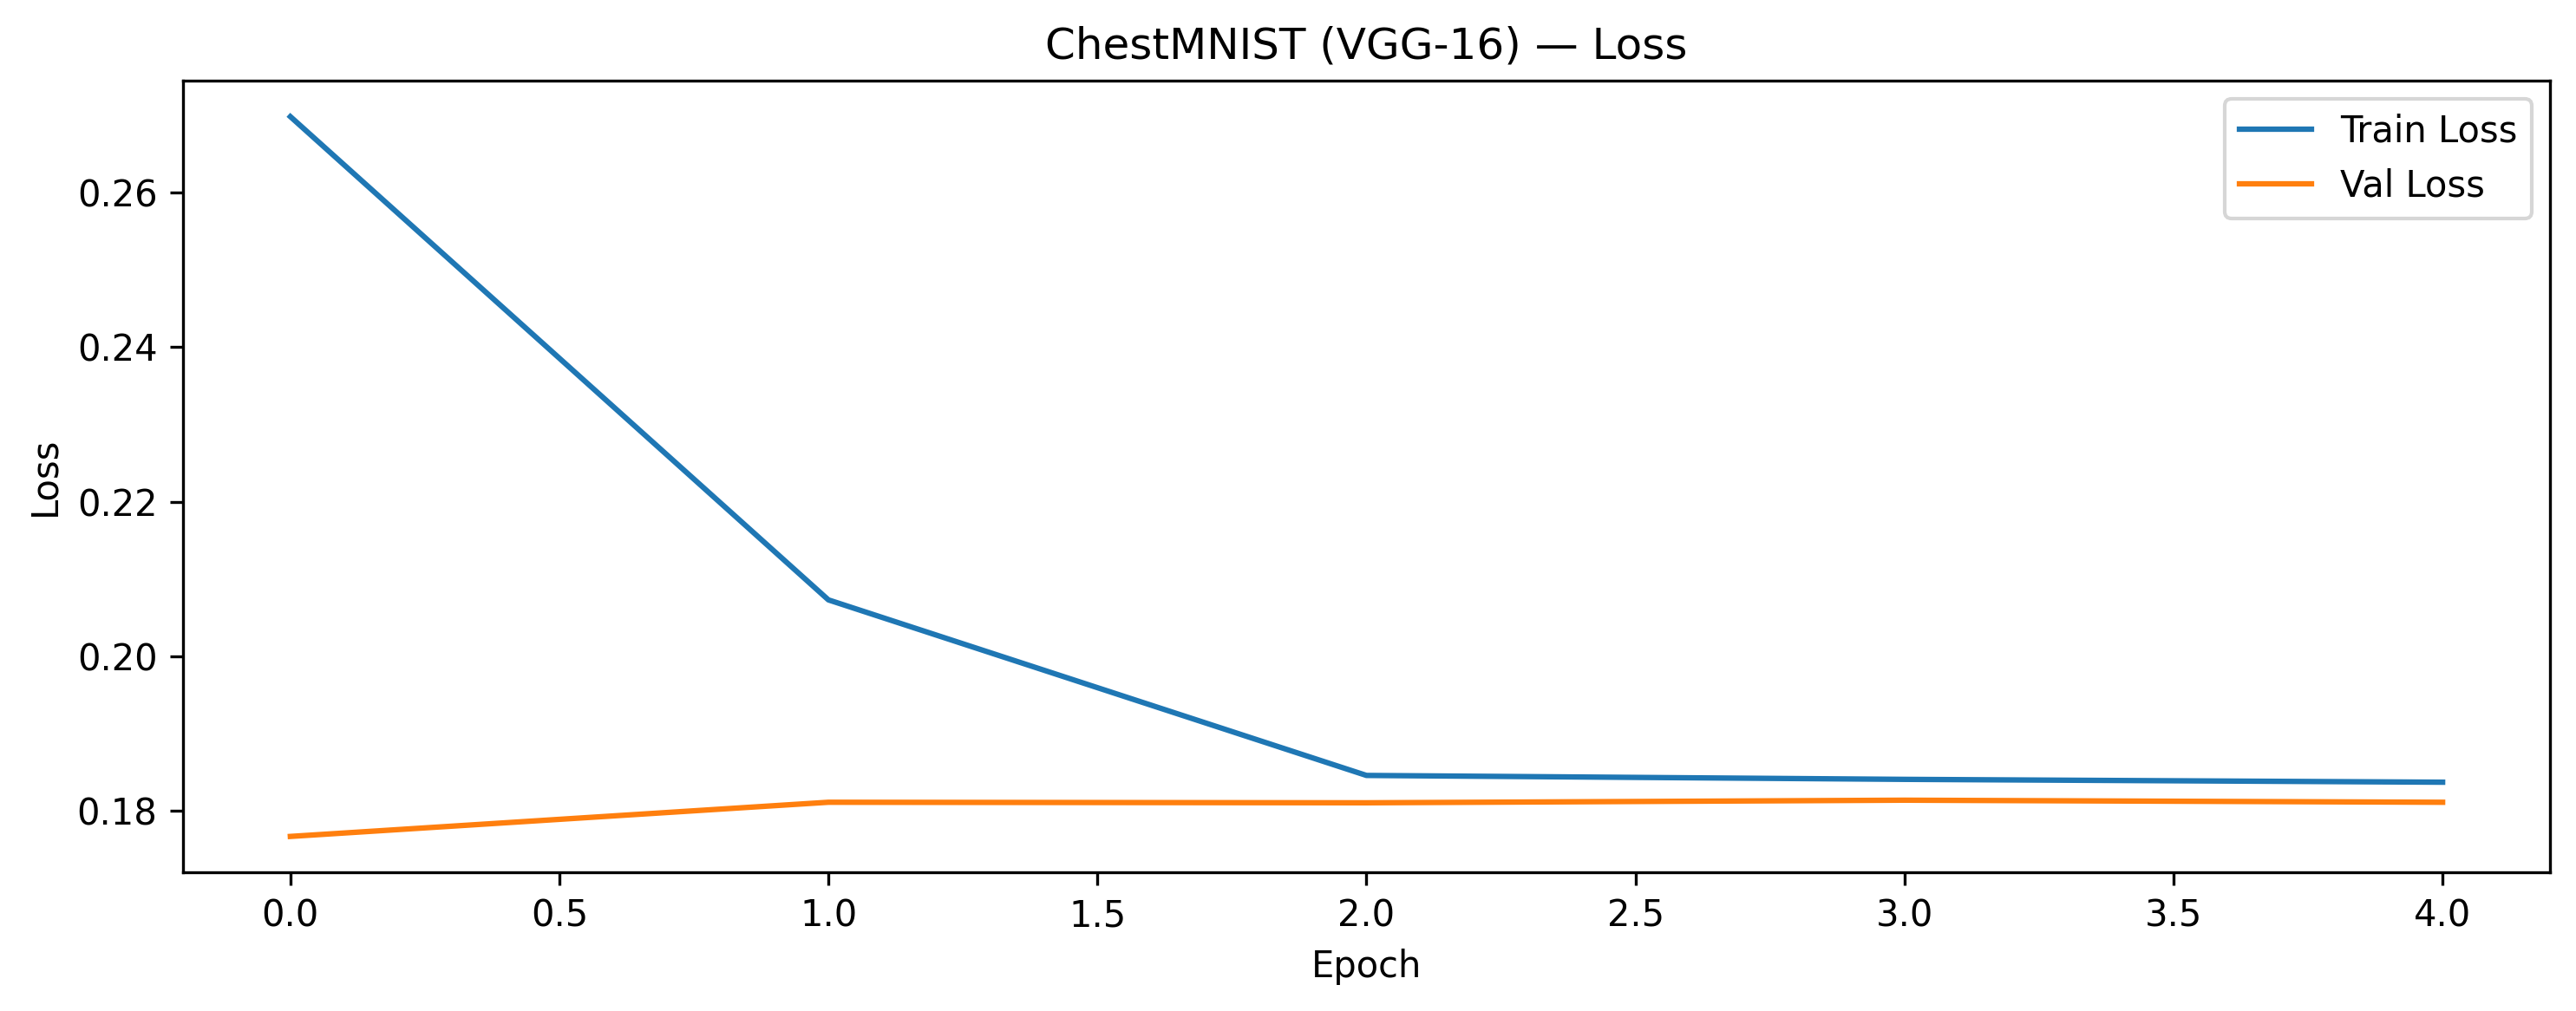 ChestMNIST (VGG-16) — Loss
Train Loss
Val Loss
Loss
0.26
0.24
0.22
0.20
0.18
0.0 0.5 1.0 1.5 2.0 2.5 3.0 3.5 4.0
Epoch